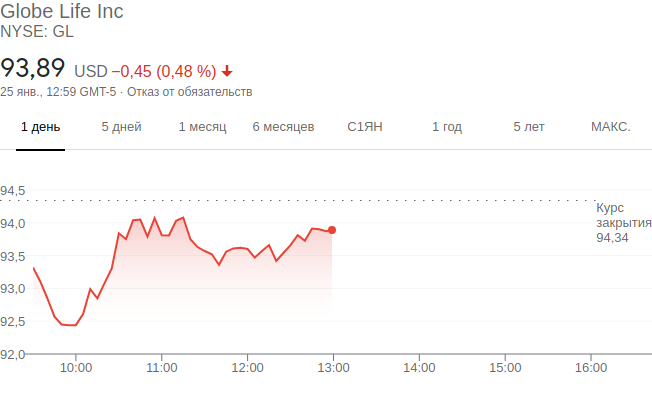 Globe Life Inc
NYSE: GL
93,89 USD −0,45 (0,48 %)
25 янв., 12:59 GMT-5 · Отказ от обязательств
1 день 5 дней 1 месяц 6 месяцев С1ЯН 1 год 5 лет МАКС.
94,5
Курс
закрытия
94,34
94,0
93,5
93,0
92,5
92,0
10:00 11:00 12:00 13:00 14:00 15:00 16:00